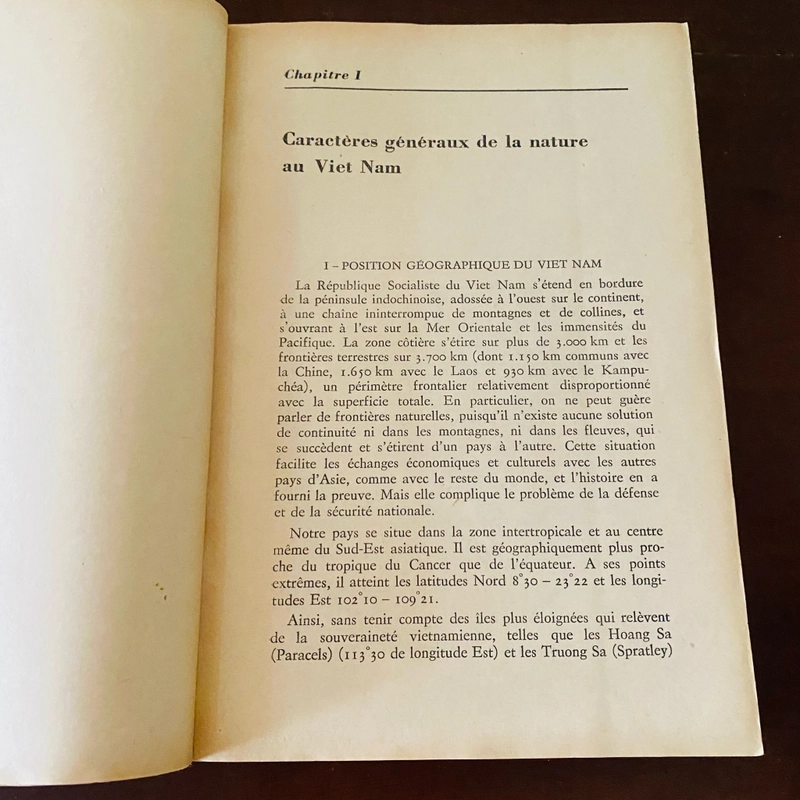 Chapitre I
Caractères généraux de la nature
au Viet Nam
I – POSITION GÉOGRAPHIQUE DU VIET NAM
La République Socialiste du Viet Nam s'étend en bordure
de la péninsule indochinoise, adossée à l'ouest sur le continent,
à une chaîne ininterrompue de montagnes et de collines, et
s'ouvrant à l'est sur la Mer Orientale et les immensités du
Pacifique. La zone côtière s'étire sur plus de 3.000 km et les
frontières terrestres sur 3.700 km (dont 1.150 km communs avec
la Chine, 1.650 km avec le Laos et 930 km avec le Kampu-
chéa), un périmètre frontalier relativement disproportionné
avec la superficie totale. En particulier, on ne peut guère
parler de frontières naturelles, puisqu'il n'existe aucune solution
de continuité ni dans les montagnes, ni dans les fleuves, qui
se succèdent et s'étirent d'un pays à l'autre. Cette situation
facilite les échanges économiques et culturels avec les autres
pays d'Asie, comme avec le reste du monde, et l'histoire en a
fourni la preuve. Mais elle complique le problème de la défense
et de la sécurité nationale.
Notre pays se situe dans la zone intertropicale et au centre
même du Sud-Est asiatique. Il est géographiquement plus pro-
che du tropique du Cancer que de l'équateur. A ses points
extrêmes, il atteint les latitudes Nord 8°30 – 23°22 et les longi-
tudes Est 102°10 – 109°21.
Ainsi, sans tenir compte des îles plus éloignées qui relèvent
de la souveraineté vietnamienne, telles que les Hoang Sa
(Paracels) (113°30 de longitude Est) et les Truong Sa (Spratley)